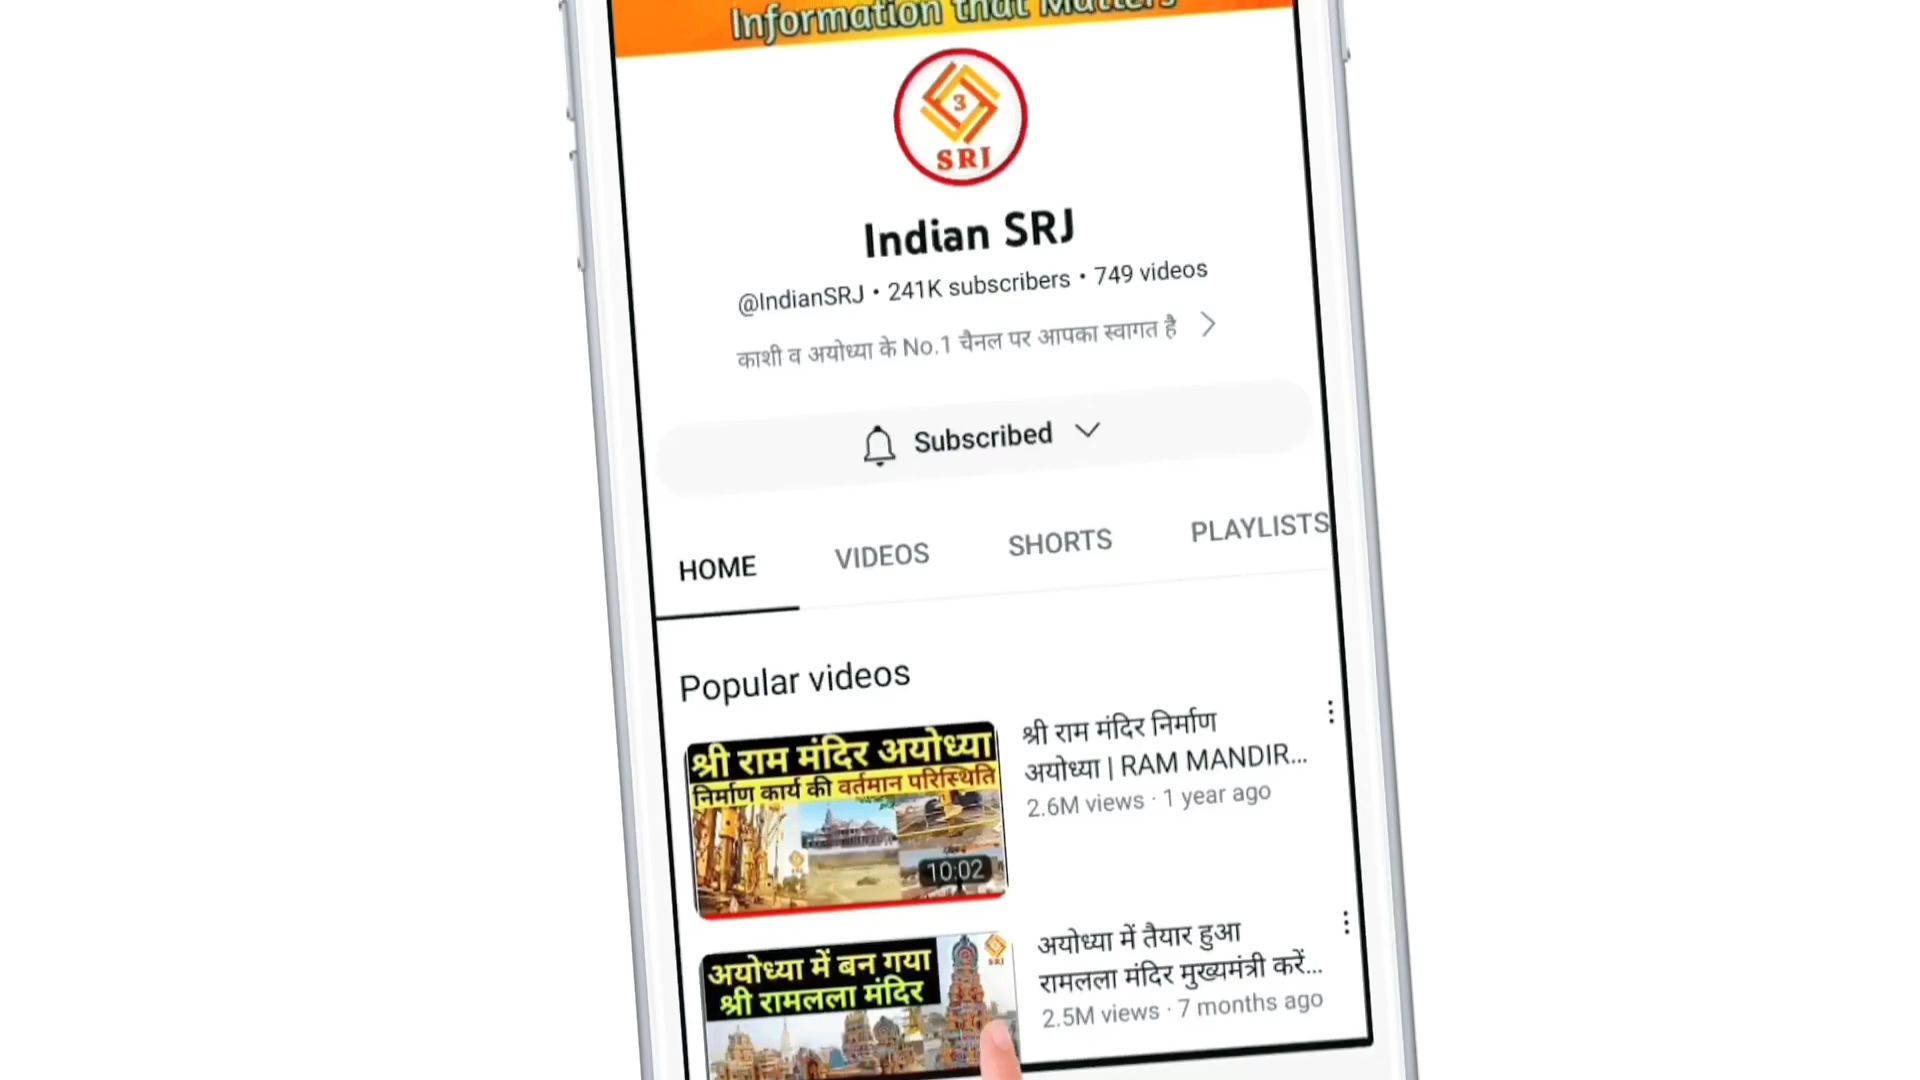 Information that Matters
3
SRJ
Indian SRJ
@IndianSRJ • 241K subscribers • 749 videos
काशी व अयोध्या के No.1 चैनल पर आपका स्वागत है
Subscribed
HOME VIDEOS SHORTS PLAYLISTS
Popular videos
श्री राम मंदिर अयोध्या
निर्माण कार्य की वर्तमान परिस्थिति
10:02
श्री राम मंदिर निर्माण
अयोध्या | RAM MANDIR...
2.6M views · 1 year ago
अयोध्या में बन गया
श्री रामलला मंदिर
SRJ
अयोध्या में तैयार हुआ
रामलला मंदिर मुख्यमंत्री करें...
2.5M views · 7 months ago